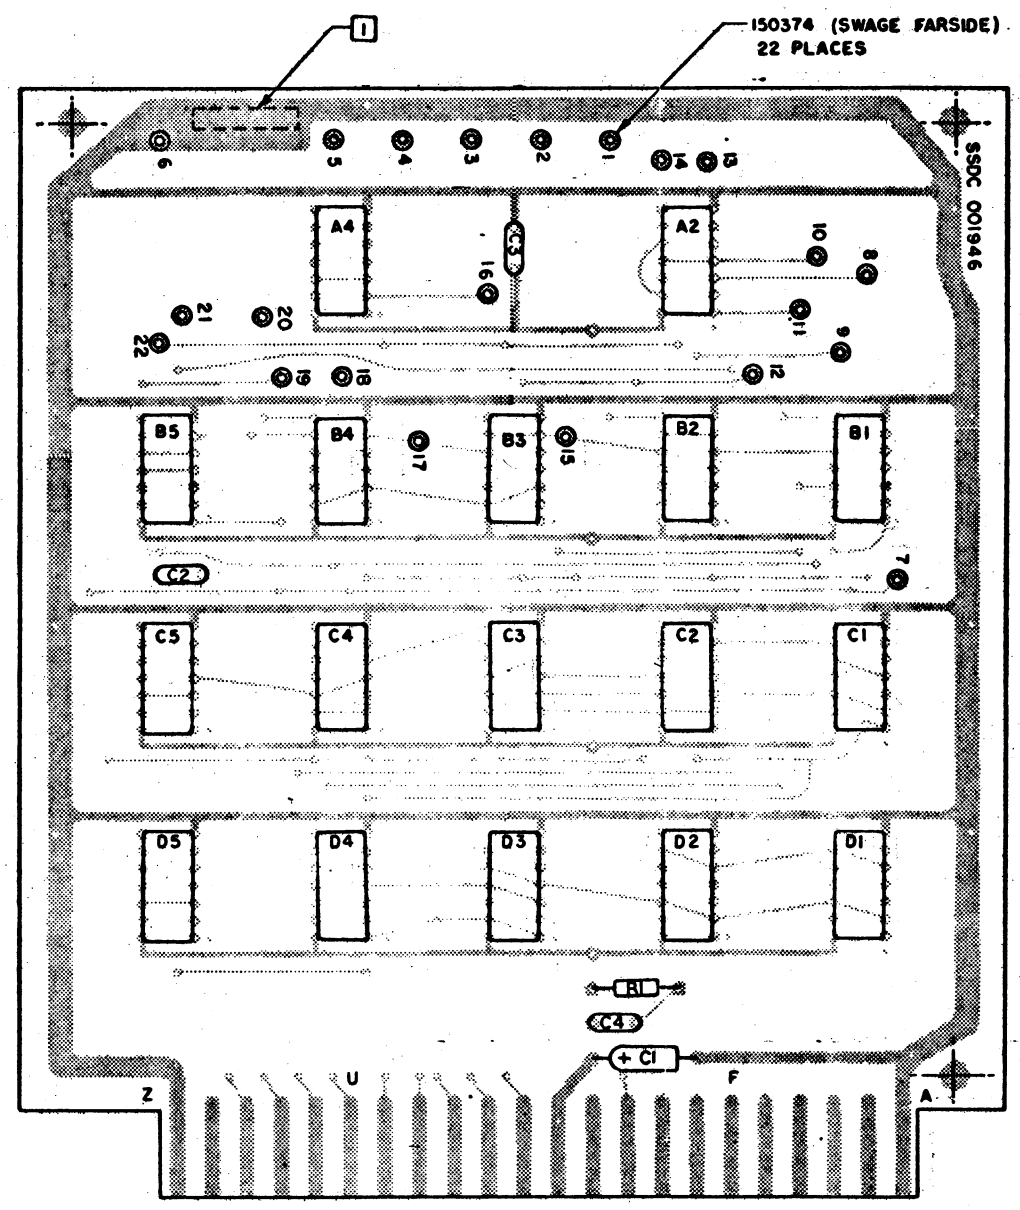 1
150374 (SWAGE FARSIDE)
22 PLACES
6
5
4
3
2
1
14
13
SSDC 001946
A4
C3
A2
10
8
16
21
20
11
22
9
19
18
12
B5
B4
17
B3
15
B2
B1
C2
7
C5
C4
C3
C2
C1
D5
D4
D3
D2
D1
R1
C4
+ C1
Z
U
F
A